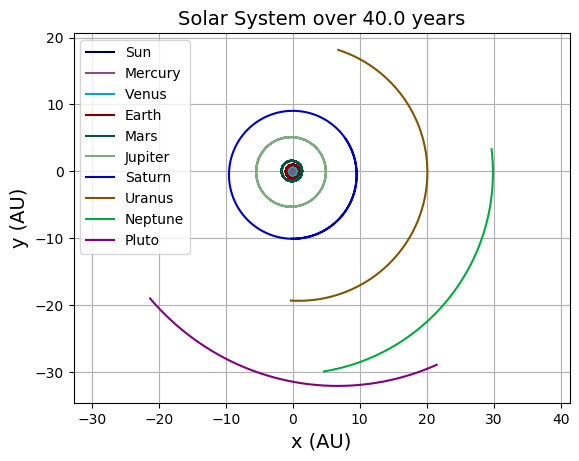 Solar System over 40.0 years
y (AU)
20
10
0
−10
−20
−30
Sun
Mercury
Venus
Earth
Mars
Jupiter
Saturn
Uranus
Neptune
Pluto
−30 −20 −10 0 10 20 30 40
x (AU)